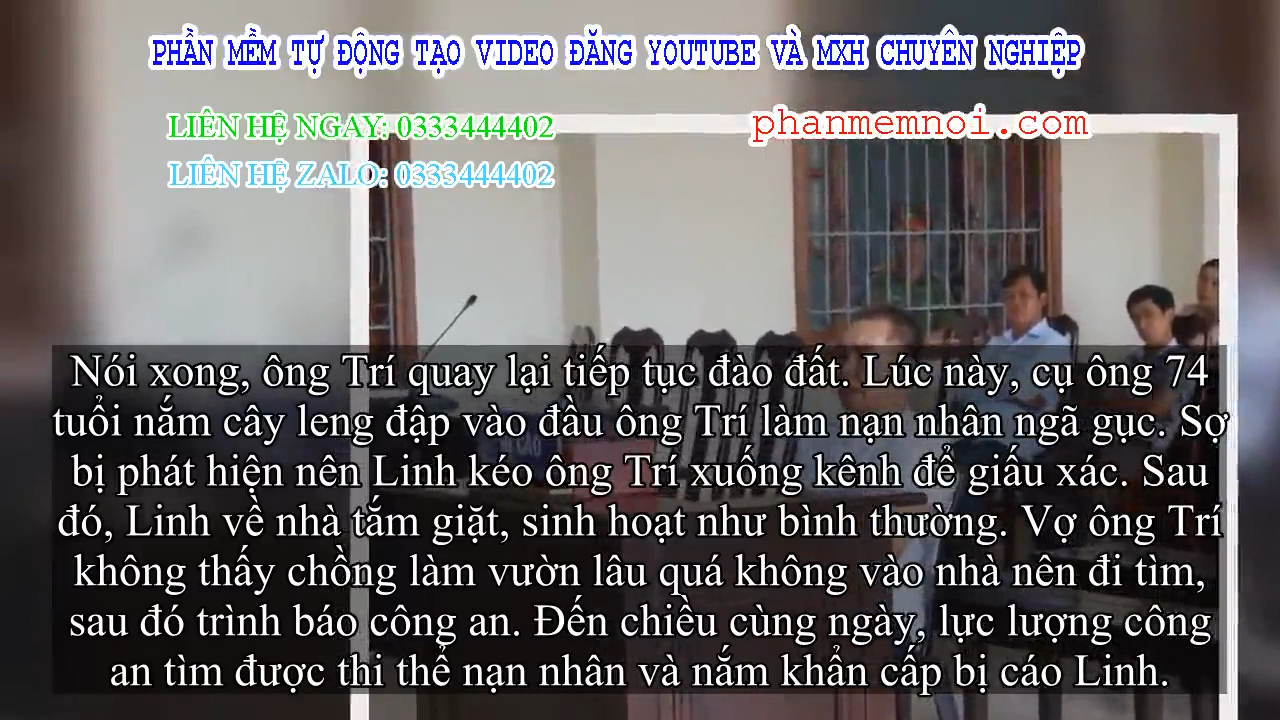 PHẦN MỀM TỰ ĐỘNG TẠO VIDEO ĐĂNG YOUTUBE VÀ MXH CHUYÊN NGHIỆP
LIÊN HỆ NGAY: 0333444402
phanmemnoi.com
LIÊN HỆ ZALO: 0333444402
Nói xong, ông Trí quay lại tiếp tục đào đất. Lúc này, cụ ông 74
tuổi nắm cây leng đập vào đầu ông Trí làm nạn nhân ngã gục. Sợ
bị phát hiện nên Linh kéo ông Trí xuống kênh để giấu xác. Sau
đó, Linh về nhà tắm giặt, sinh hoạt như bình thường. Vợ ông Trí
không thấy chồng làm vườn lâu quá không vào nhà nên đi tìm,
sau đó trình báo công an. Đến chiều cùng ngày, lực lượng công
an tìm được thi thể nạn nhân và nắm khẩn cấp bị cáo Linh.